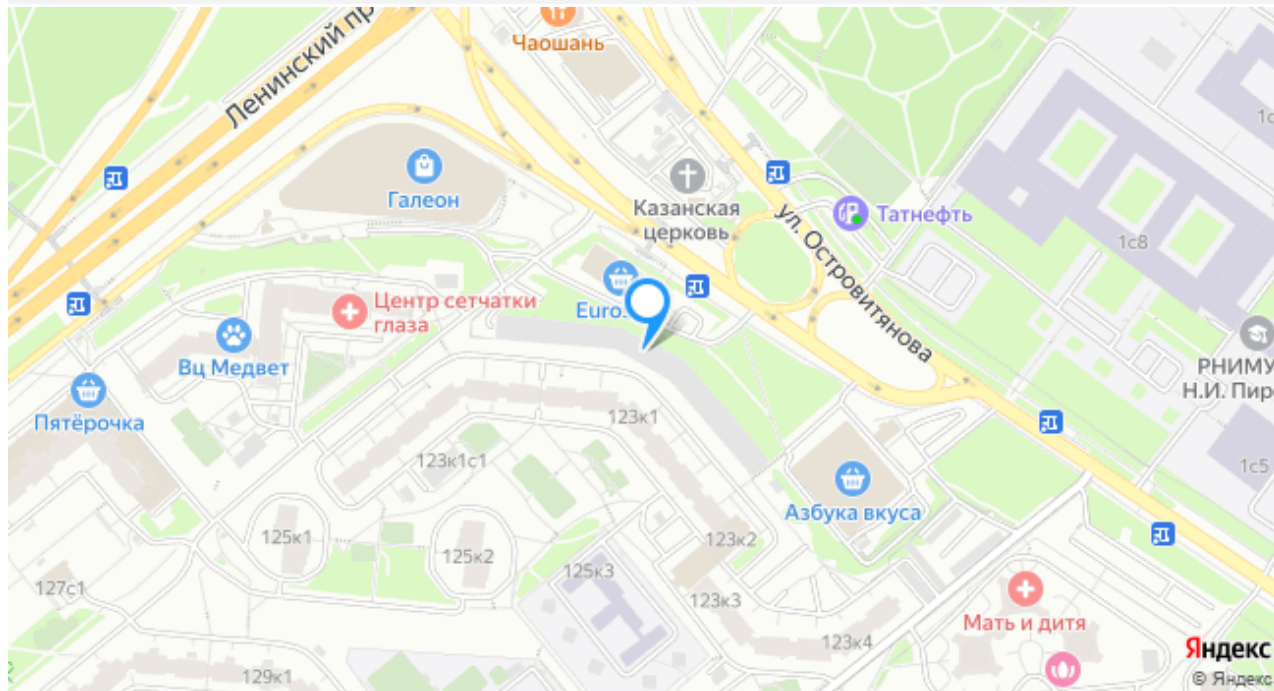 Чаошань
Ленинский пр
1с
Галеон
Казанская
церковь
Татнефть
ул. Островитянова
1с8
Центр сетчатки
глаза
Euro
Вц Медвет
РНИМУ
Н.И. Пир
Пятёрочка
123к1
123к1с1
1с5
Азбука вкуса
125к1
125к2
123к2
125к3
127с1
123к3
Мать и дитя
123к4
129к1
Яндекс
© Яндекс